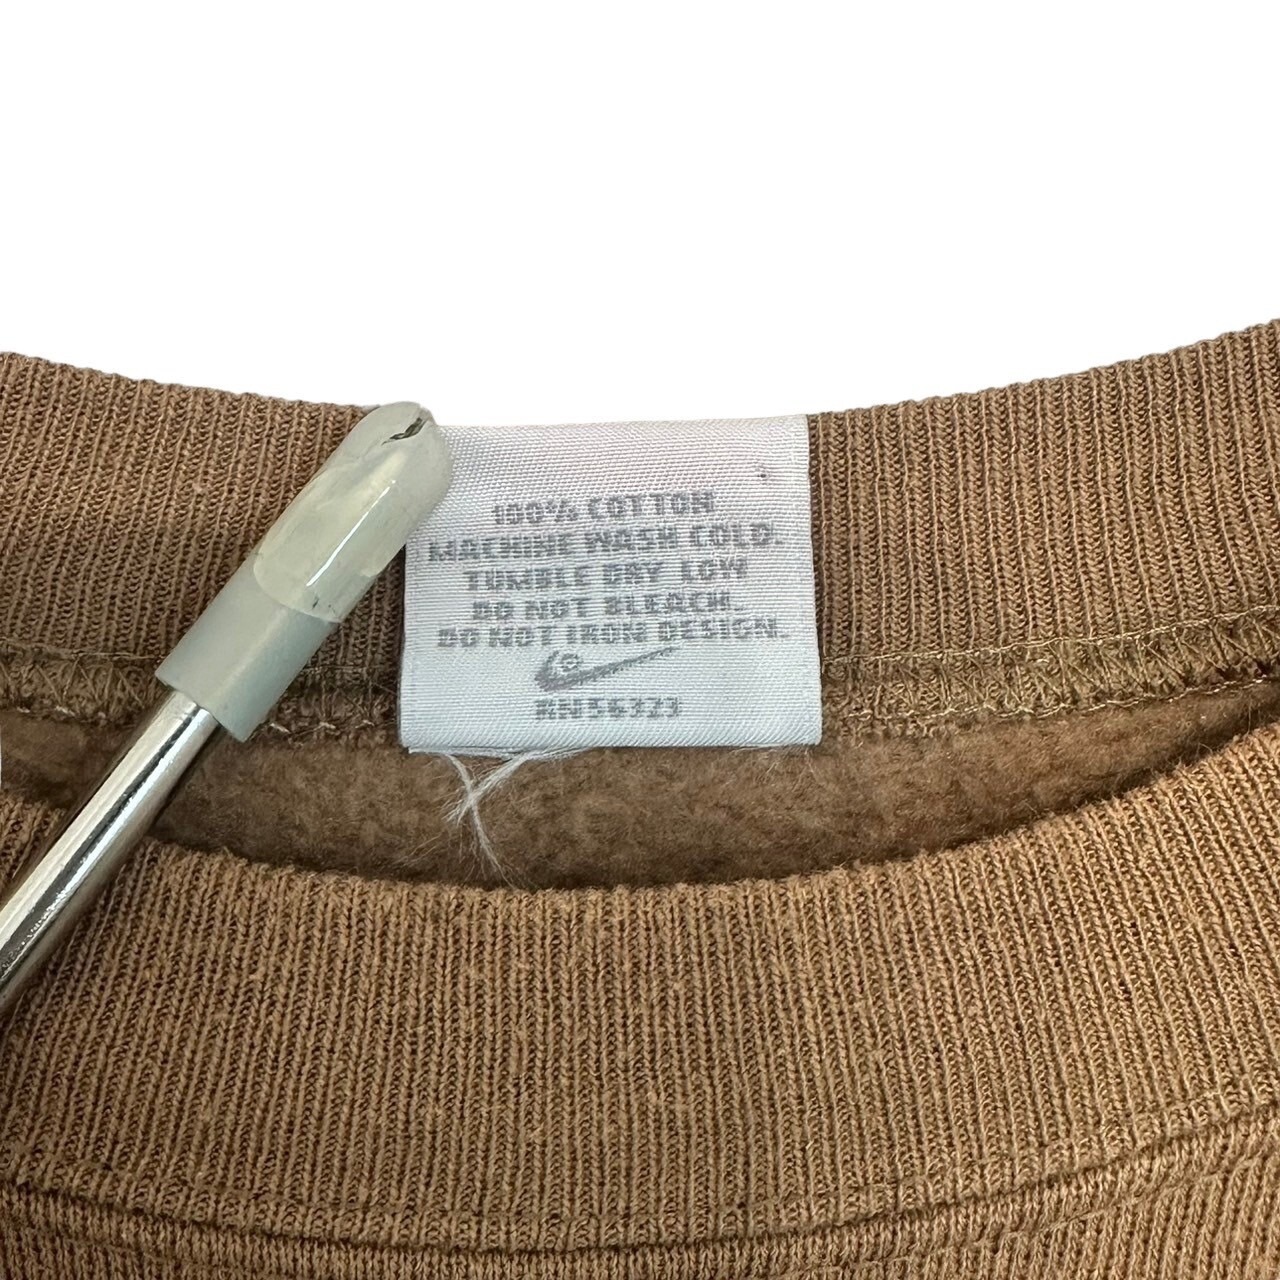 100% COTTON
MACHINE WASH COLD.
TUMBLE DRY LOW
DO NOT BLEACH.
DO NOT IRON DESIGN.
RN56323